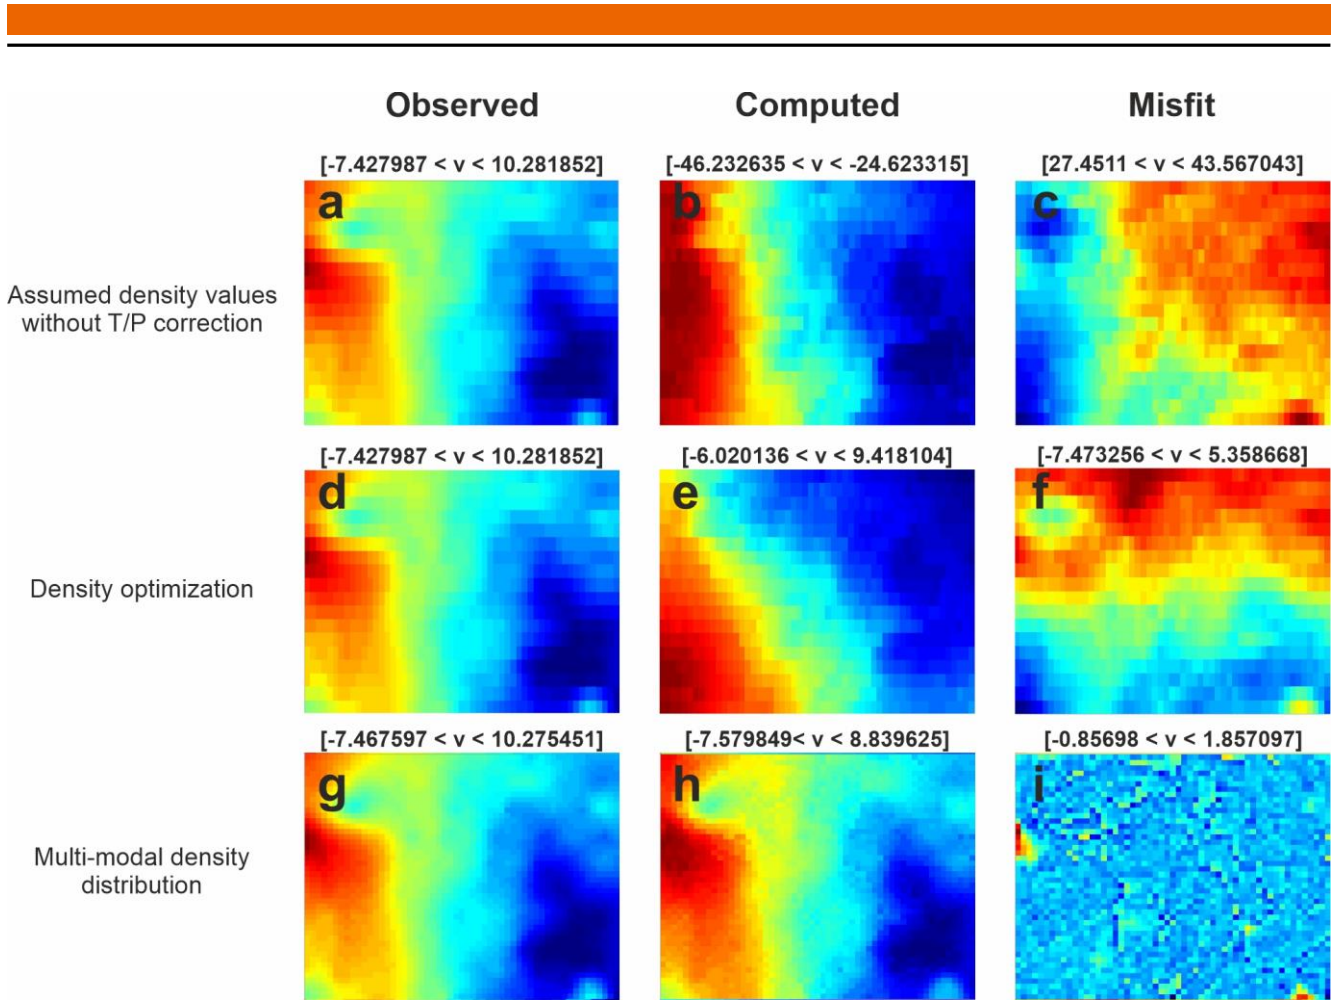 Observed Computed Misfit
[-7.427987 < v < 10.281852] [-46.232635 < v < -24.623315] [27.4511 < v < 43.567043]
a b c
Assumed density values
without T/P correction
[-7.427987 < v < 10.281852] [-6.020136 < v < 9.418104] [-7.473256 < v < 5.358668]
d e f
Density optimization
[-7.467597 < v < 10.275451] [-7.579849< v < 8.839625] [-0.85698 < v < 1.857097]
g h i
Multi-modal density
distribution